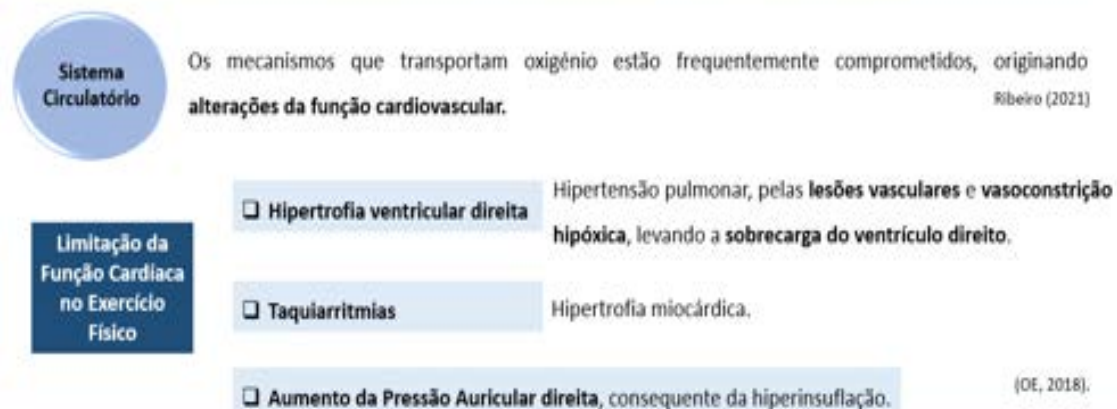 Sistema
Circulatório
Os mecanismos que transportam oxigénio estão frequentemente comprometidos, originando
alterações da função cardiovascular.
Ribeiro (2021)
Limitação da
Função Cardíaca
no Exercício
Físico
❑ Hipertrofia ventricular direita
Hipertensão pulmonar, pelas lesões vasculares e vasoconstrição
hipóxica, levando a sobrecarga do ventrículo direito.
❑ Taquiarritmias
Hipertrofia miocárdica.
❑ Aumento da Pressão Auricular direita, consequente da hiperinsuflação.
(OE, 2018).